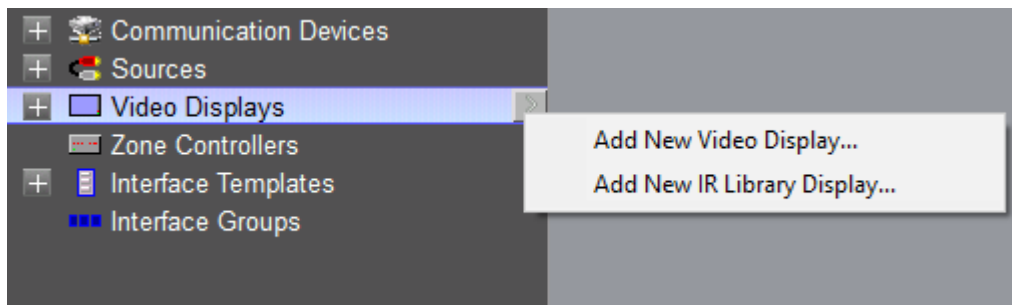 Communication Devices
Sources
Video Displays
Zone Controllers
Interface Templates
Interface Groups
Add New Video Display...
Add New IR Library Display...